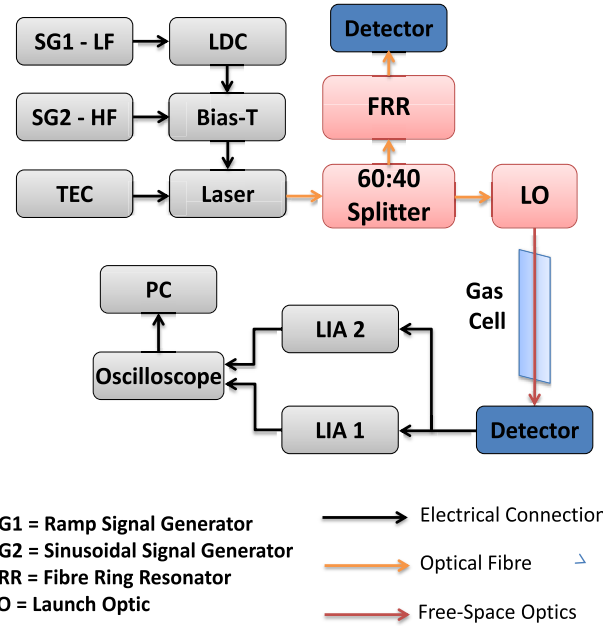 Detector
SG1 - LF
LDC
FRR
SG2 - HF
Bias-T
60:40
Splitter
TEC
Laser
LO
Gas
Cell
PC
LIA 2
Oscilloscope
LIA 1
Detector
G1 = Ramp Signal Generator
G2 = Sinusoidal Signal Generator
RR = Fibre Ring Resonator
O = Launch Optic
Electrical Connection
Optical Fibre
Free-Space Optics